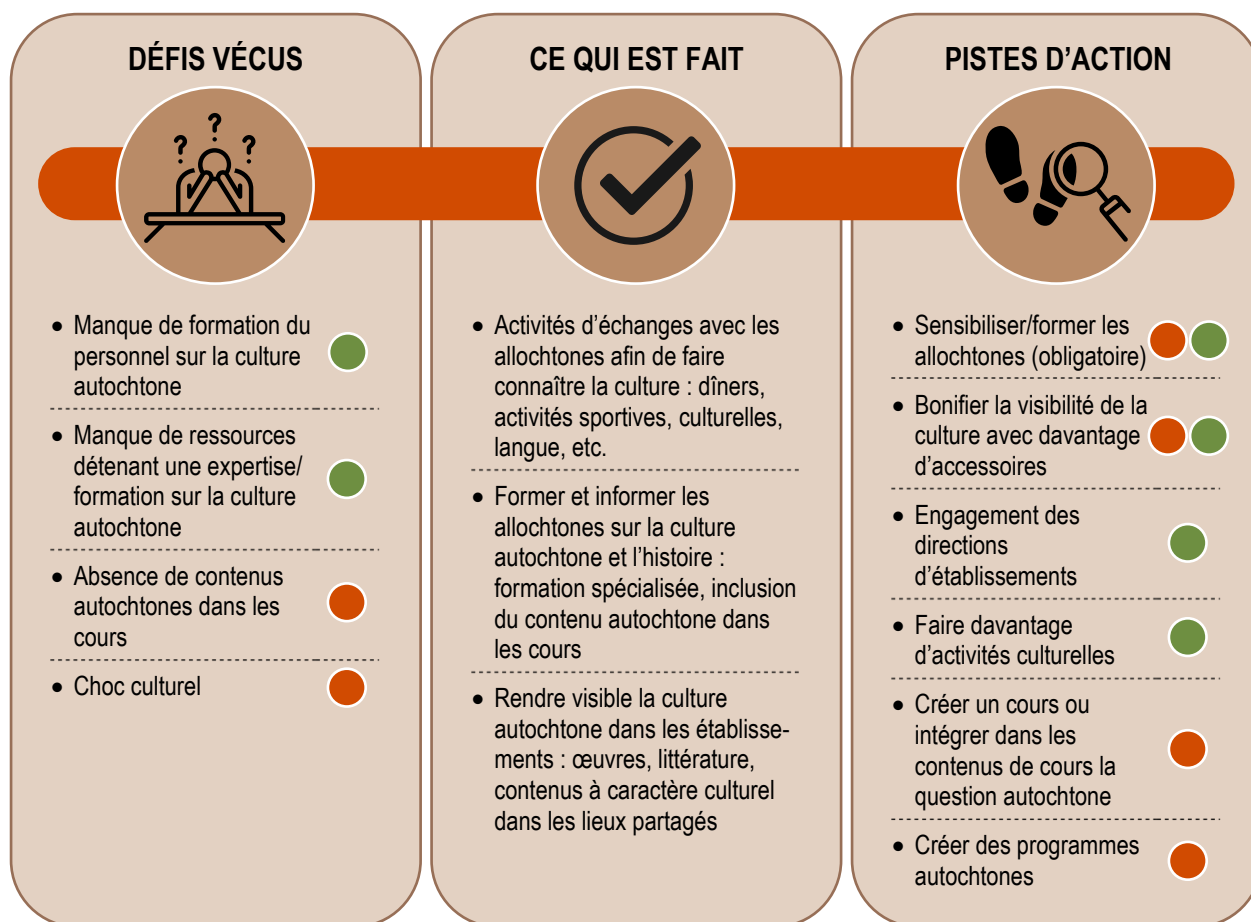 DÉFIS VÉCUS
? ? ?
• Manque de formation du
personnel sur la culture
autochtone
• Manque de ressources
détenant une expertise/
formation sur la culture
autochtone
• Absence de contenus
autochtones dans les
cours
• Choc culturel
CE QUI EST FAIT
• Activités d’échanges avec les
allochtones afin de faire
connaître la culture : dîners,
activités sportives, culturelles,
langue, etc.
• Former et informer les
allochtones sur la culture
autochtone et l’histoire :
formation spécialisée, inclusion
du contenu autochtone dans
les cours
• Rendre visible la culture
autochtone dans les établisse-
ments : œuvres, littérature,
contenus à caractère culturel
dans les lieux partagés
PISTES D’ACTION
• Sensibiliser/former les
allochtones (obligatoire)
• Bonifier la visibilité de la
culture avec davantage
d’accessoires
• Engagement des
directions
d’établissements
• Faire davantage
d’activités culturelles
• Créer un cours ou
intégrer dans les
contenus de cours la
question autochtone
• Créer des programmes
autochtones